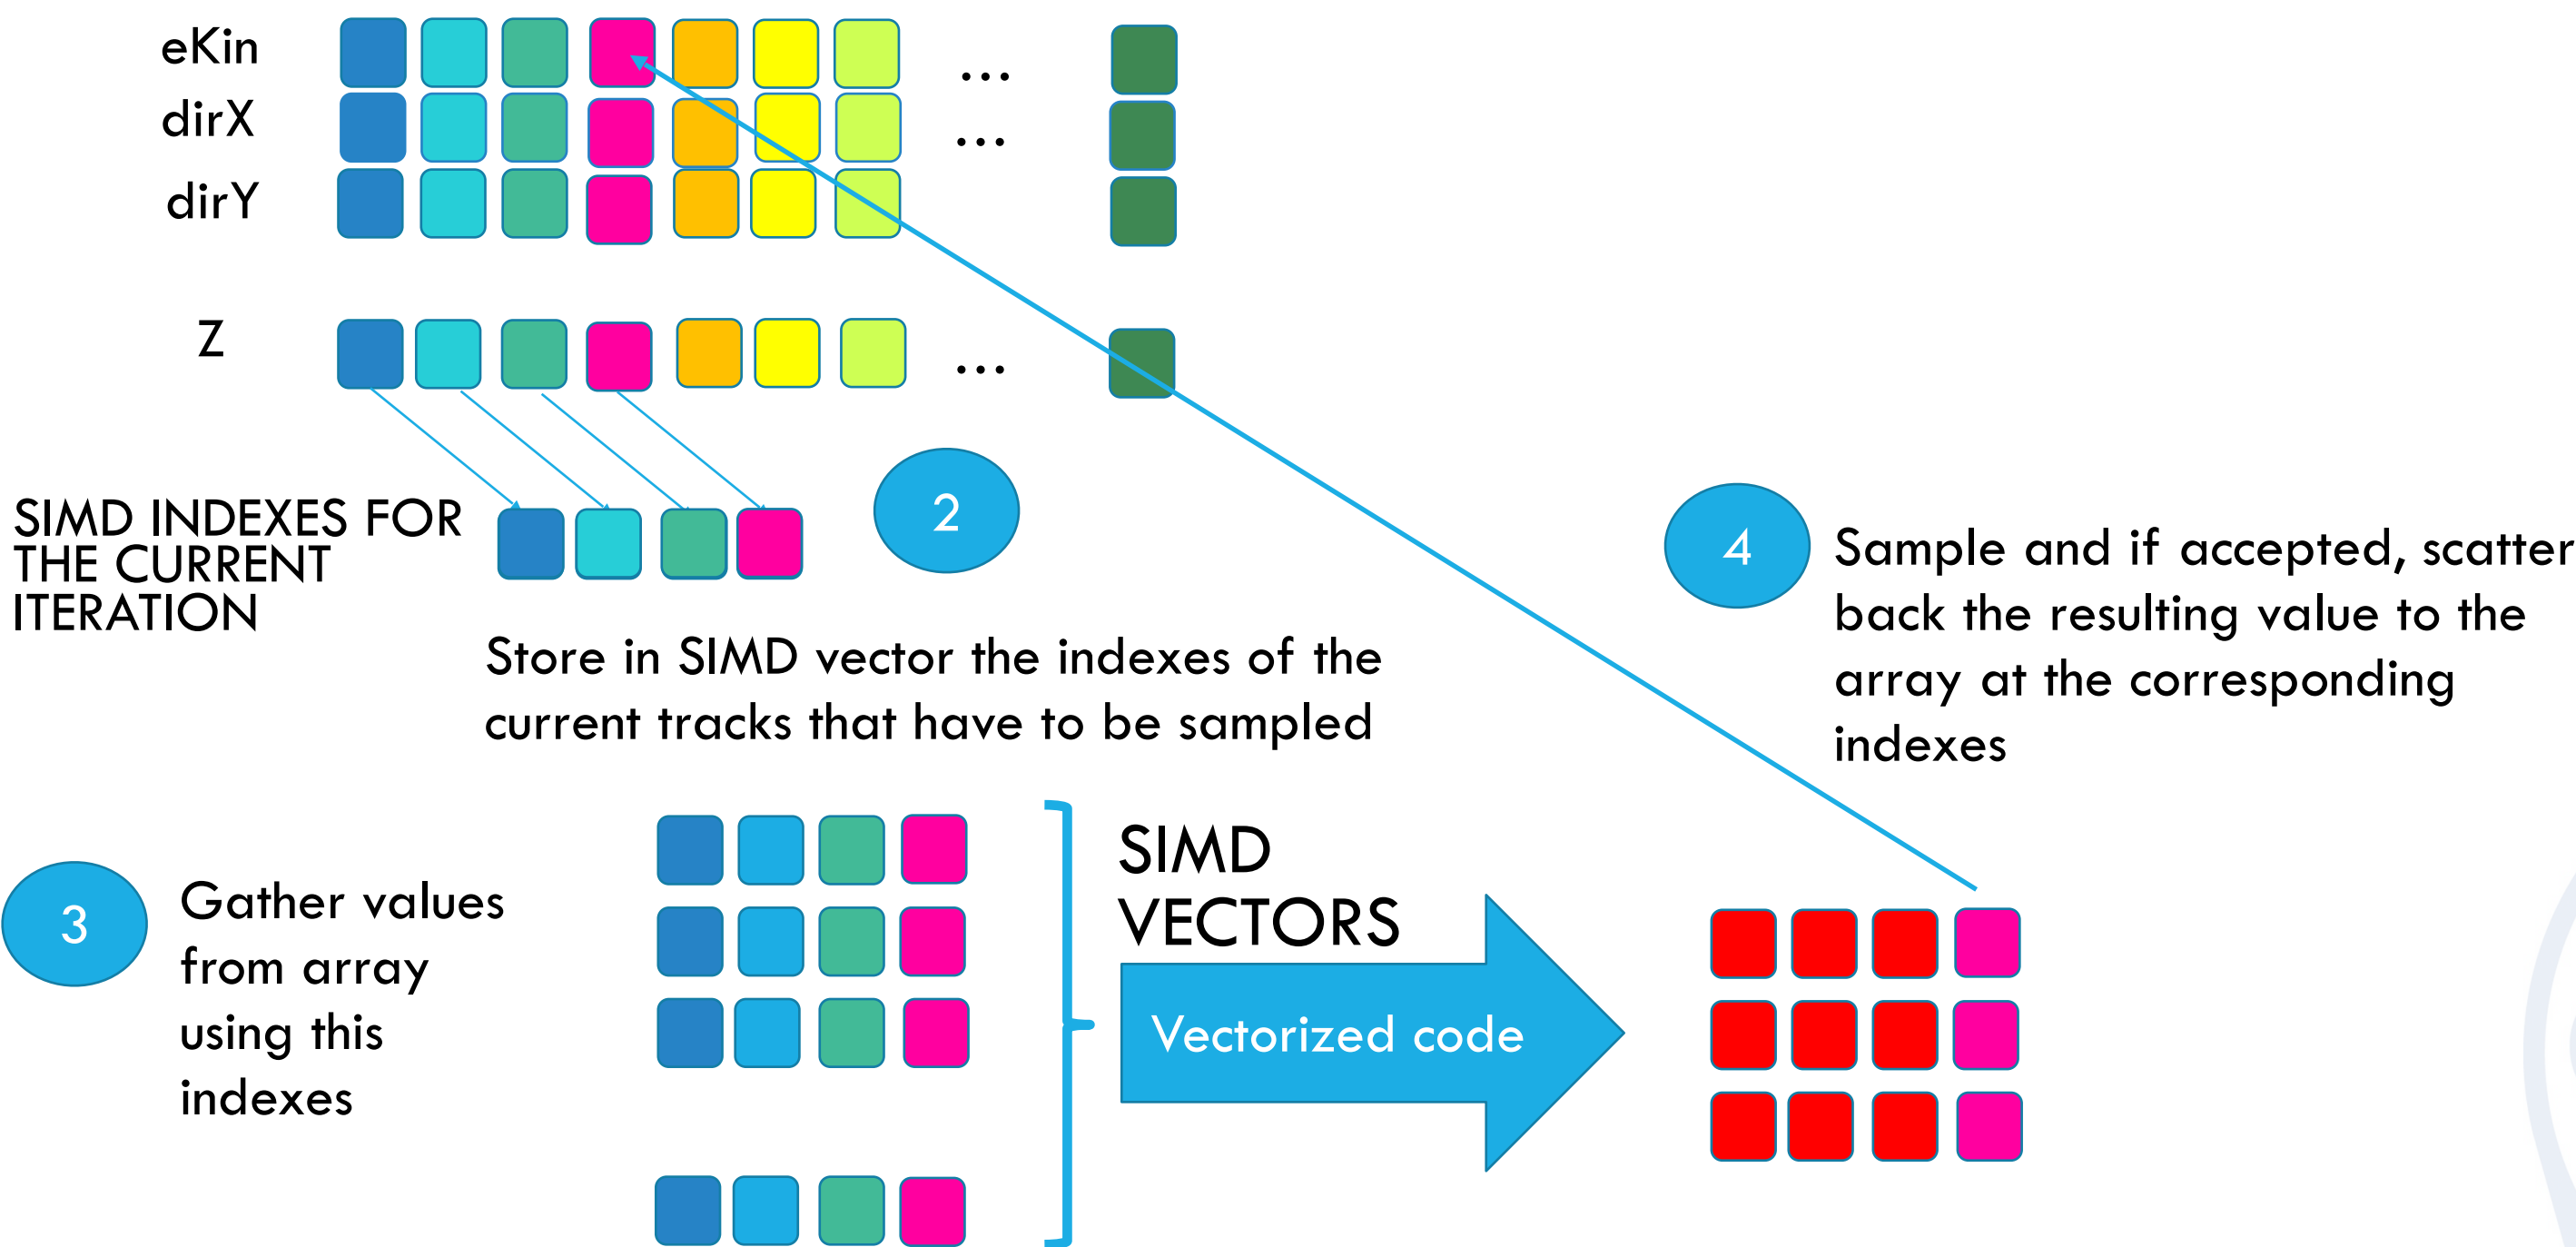 eKin
...
dirX
...
dirY
Z
...
SIMD INDEXES FOR
THE CURRENT
ITERATION
2
Store in SIMD vector the indexes of the
current tracks that have to be sampled
4
Sample and if accepted, scatter
back the resulting value to the
array at the corresponding
indexes
3
Gather values
from array
using this
indexes
SIMD
VECTORS
Vectorized code